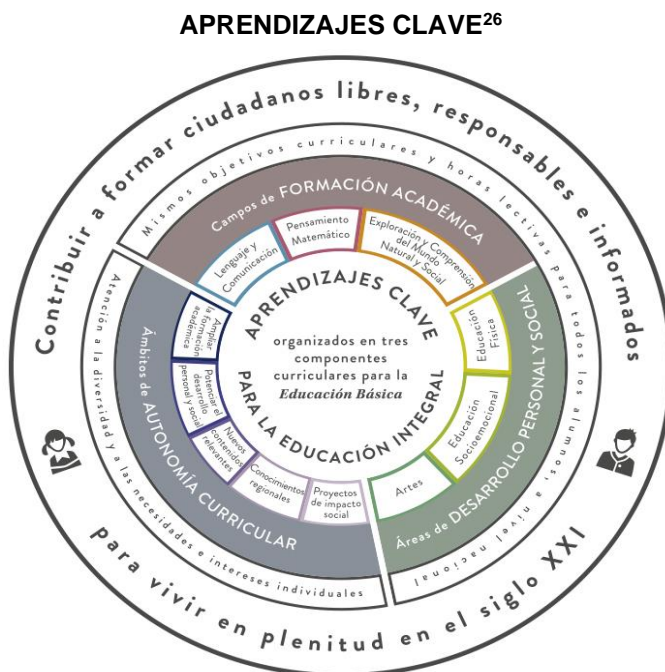 APRENDIZAJES CLAVE26
Contribuir a formar ciudadanos libres, responsables e informados
para vivir en plenitud en el siglo XXI
Mismos objetivos curriculares y horas lectivas para todos los alumnos, a nivel nacional
Atención a la diversidad y a las necesidades e intereses individuales
Campos de FORMACIÓN ACADÉMICA
Lenguaje y
Comunicación
Pensamiento
Matemático
Exploración y Comprensión
del Mundo
Natural y Social
Áreas de DESARROLLO PERSONAL Y SOCIAL
Educación
Física
Educación
Socioemocional
Artes
Ámbitos de AUTONOMÍA CURRICULAR
Ampliar
la formación
académica
Potenciar el
desarrollo
personal y social
Nuevos
contenidos
relevantes
Conocimientos
regionales
Proyectos
de impacto
social
APRENDIZAJES CLAVE
organizados en tres
componentes
curriculares para la
Educación Básica
PARA LA EDUCACIÓN INTEGRAL